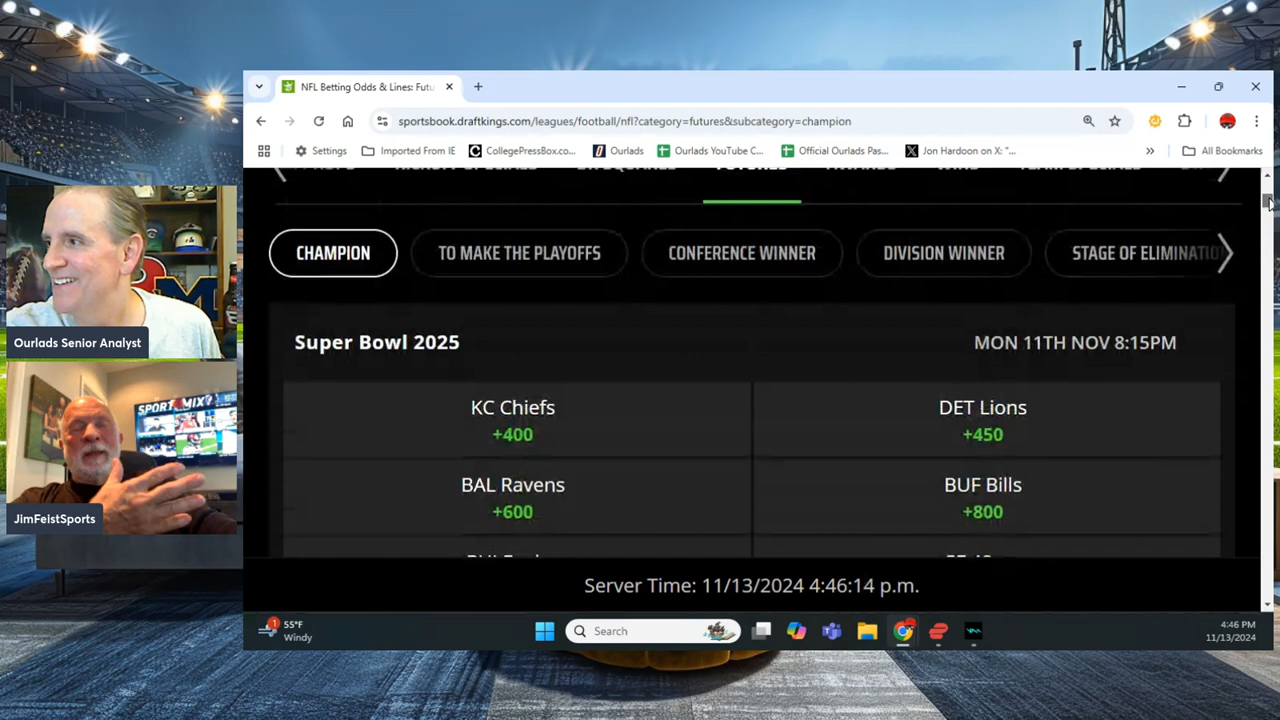 NFL Betting Odds & Lines: Futu
sportsbook.draftkings.com/leagues/football/nfl?category=futures&subcategory=champion
Settings
Imported From IE
CollegePressBox.co...
Ourlads
Ourlads YouTube C...
Official Ourlads Pas...
Jon Hardoon on X: "...
»
All Bookmarks
FUTURES
AWARDS
CHAMPION
TO MAKE THE PLAYOFFS
CONFERENCE WINNER
DIVISION WINNER
STAGE OF ELIMINATIO
Super Bowl 2025
MON 11TH NOV 8:15PM
KC Chiefs
+400
DET Lions
+450
BAL Ravens
+600
BUF Bills
+800
Server Time: 11/13/2024 4:46:14 p.m.
Ourlads Senior Analyst
SPORT MIX
JimFeistSports
M
1
55°F
Windy
Search
4:46 PM
11/13/2024